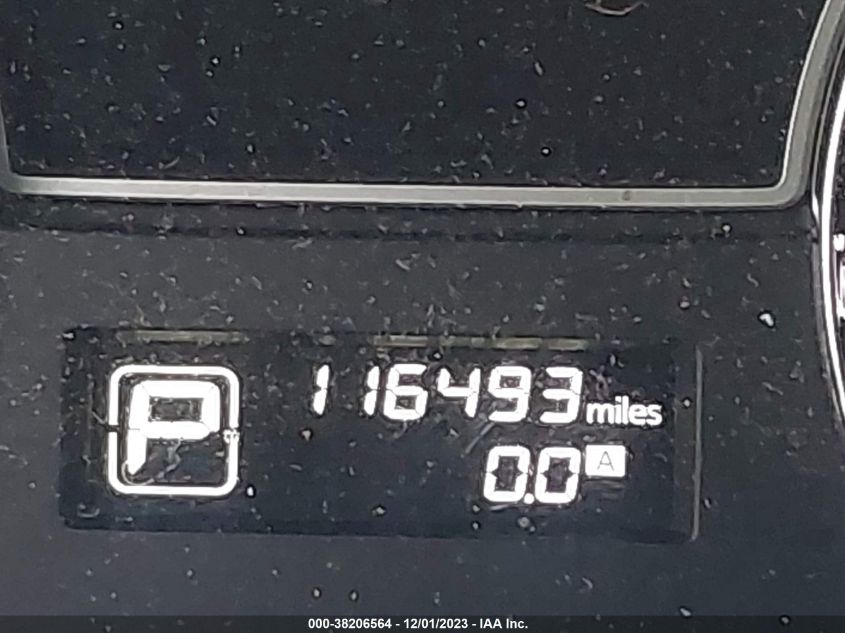 P
116493 miles
0.0 A
000-38206564 - 12/01/2023 - IAA Inc.